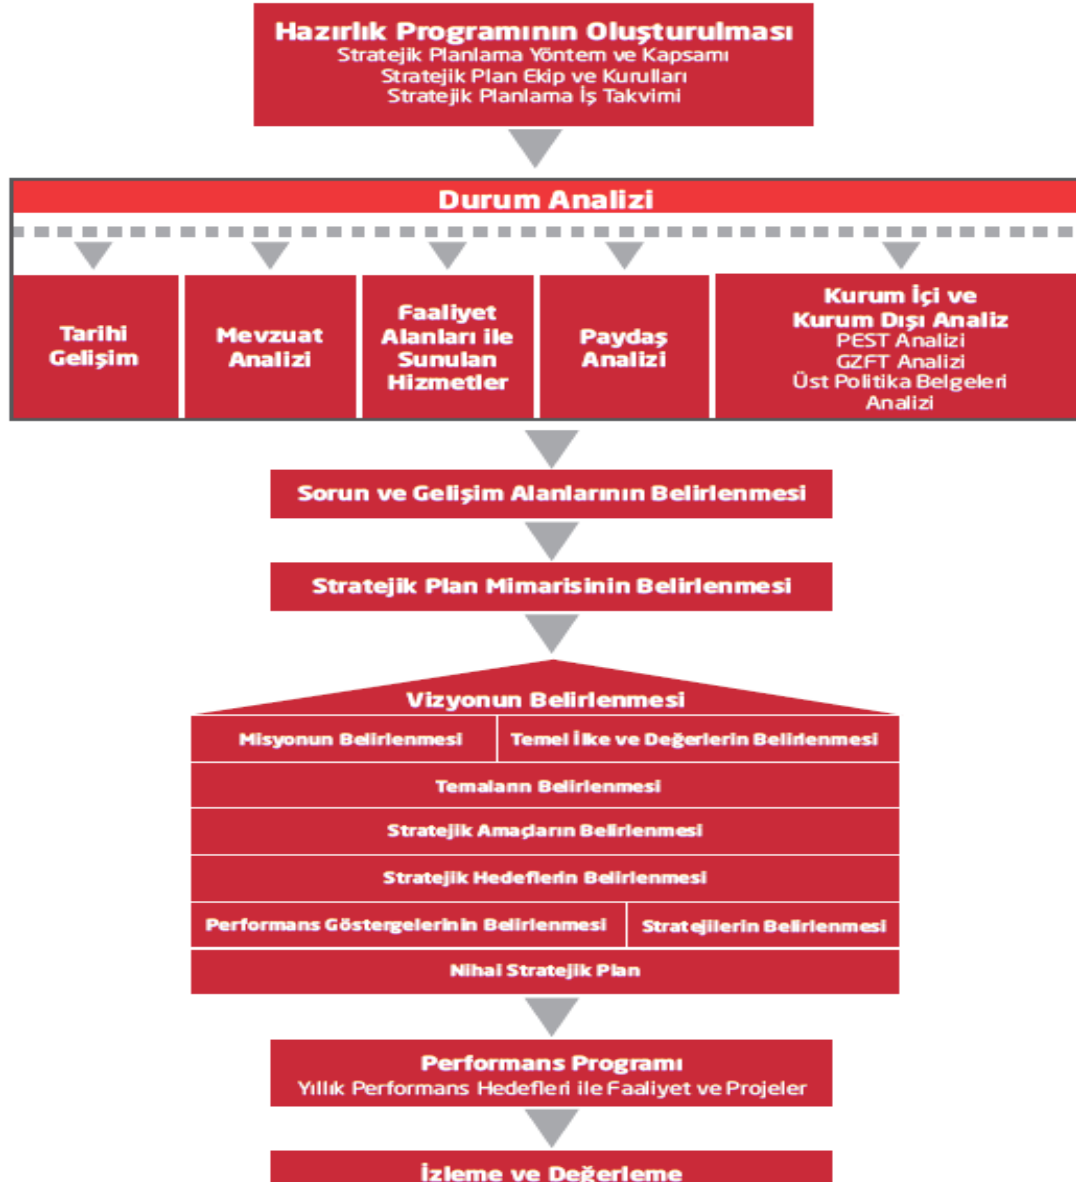 Hazırlık Programının Oluşturulması
Stratejik Planlama Yöntem ve Kapsamı
Stratejik Plan Ekip ve Kurulları
Stratejik Planlama İş Takvimi
Durum Analizi
Tarihi
Gelişim
Mevzuat
Analizi
Faaliyet
Alanları ile
Sunulan
Hizmetler
Paydaş
Analizi
Kurum İçi ve
Kurum Dışı Analiz
PEST Analizi
GZFT Analizi
Üst Politika Belgeleri
Analizi
Sorun ve Gelişim Alanlarının Belirlenmesi
Stratejik Plan Mimarisinin Belirlenmesi
Vizyonun Belirlenmesi
Misyonun Belirlenmesi
Temel İlke ve Değerlerin Belirlenmesi
Temaların Belirlenmesi
Stratejik Amaçların Belirlenmesi
Stratejik Hedeflerin Belirlenmesi
Performans Göstergelerinin Belirlenmesi
Stratejilerin Belirlenmesi
Nihai Stratejik Plan
Performans Programı
Yıllık Performans Hedefleri ile Faaliyet ve Projeler
İzleme ve Değerleme